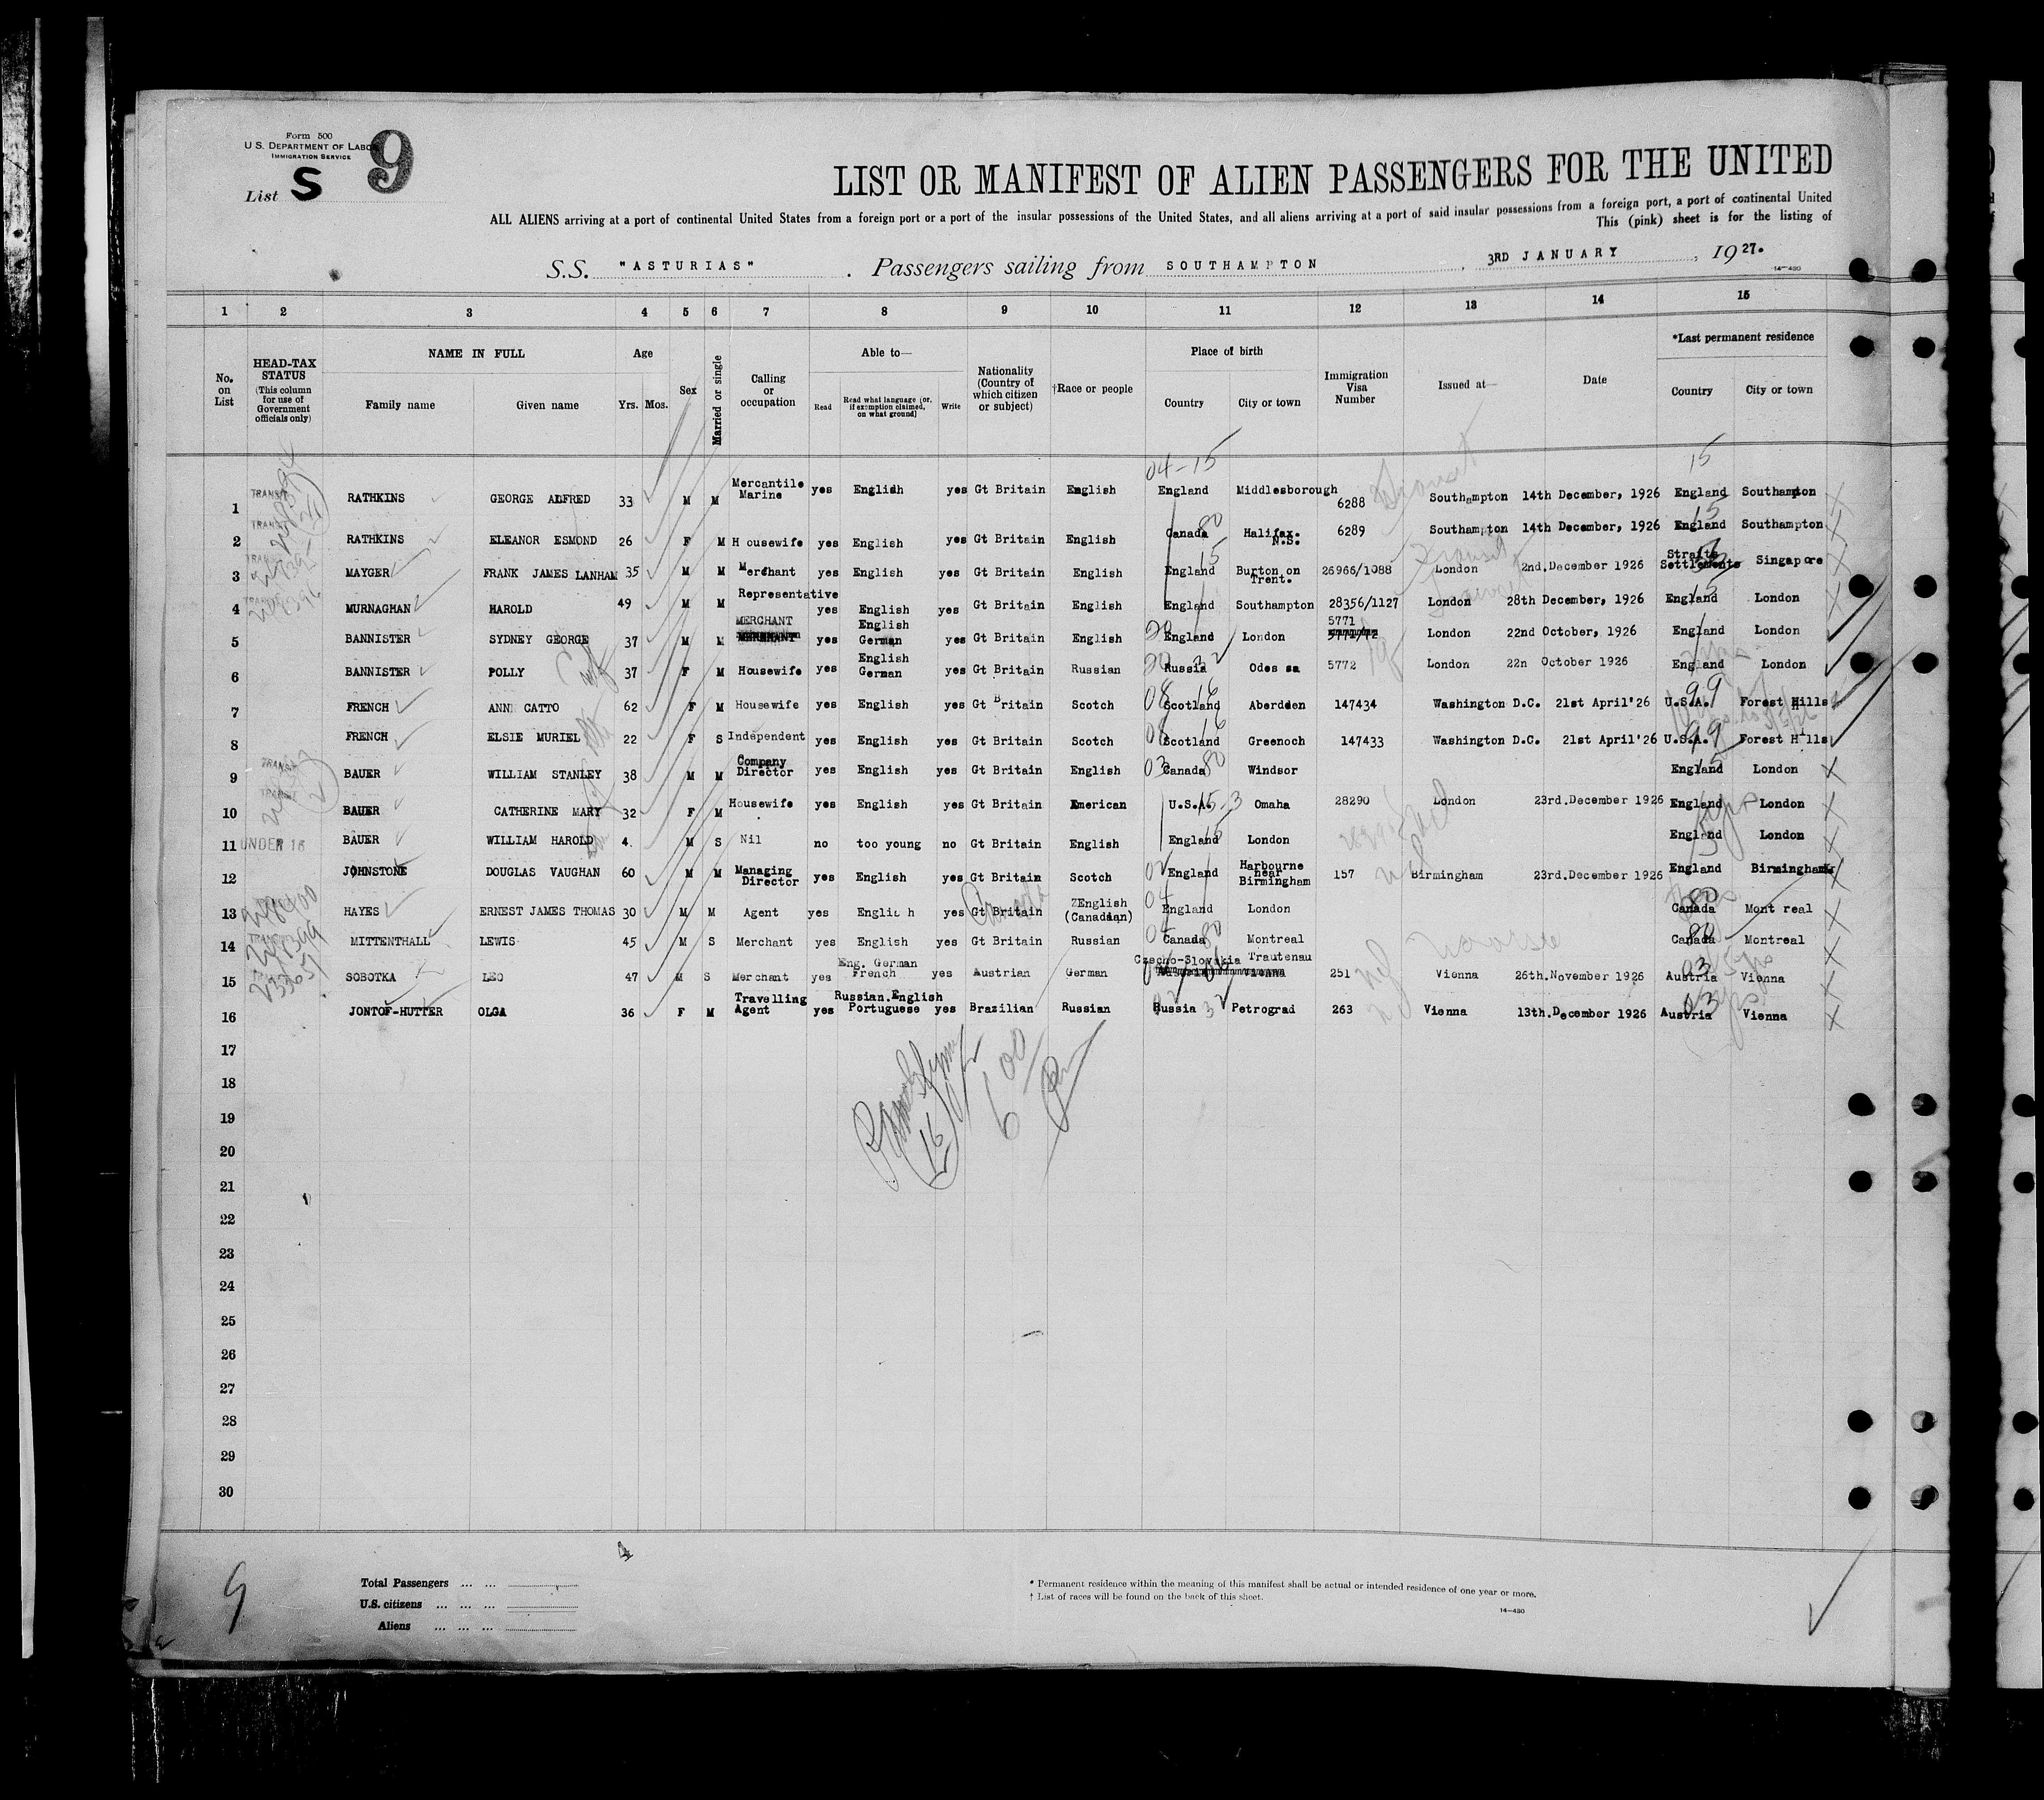 Form 500
U.S. DEPARTMENT OF LABOR
IMMIGRATION SERVICE
List S 9
LIST OR MANIFEST OF ALIEN PASSENGERS FOR THE UNITED
ALL ALIENS arriving at a port of continental United States from a foreign port or a port of the insular possessions of the United States, and all aliens arriving at a port of said insular possessions from a foreign port, a port of continental United
This (pink) sheet is for the listing of
S.S. "ASTURIAS" . Passengers sailing from SOUTHAMPTON , 3RD JANUARY , 1927.
14-430
1 2 3 4 5 6 7 8 9 10 11 12 13 14 15
No. on List
HEAD-TAX STATUS (This column for use of Government officials only)
NAME IN FULL
Family name Given name
Age
Yrs. Mos.
Sex
Married or single
Calling or occupation
Able to—
Read
Read what language (or, if exemption claimed, on what ground)
Write
Nationality (Country of which citizen or subject)
†Race or people
Place of birth
Country City or town
Immigration Visa Number
Issued at—
Date
*Last permanent residence
Country City or town
04-15 15
1 TRANSIT RATHKINS GEORGE ALFRED 33 M M Mercantile Marine yes English yes Gt Britain English England Middlesborough 6288 Southampton 14th December, 1926 England Southampton
2 TRANSIT RATHKINS ELEANOR ESMOND 26 F M Housewife yes English yes Gt Britain English Canada Halifax. N.S. 6289 Southampton 14th December, 1926 England Southampton
3 TRANSIT MAYGER FRANK JAMES LANHAM 35 M M Merchant yes English yes Gt Britain English England Burton on Trent. 26966/1088 London 2nd.December 1926 Straits Settlements Singapore
4 TRANSIT MURNAGHAN HAROLD 49 M M Representative yes English yes Gt Britain English England Southampton 28356/1127 London 28th December, 1926 England London
5 BANNISTER SYDNEY GEORGE 37 M M MERCHANT yes English German yes Gt Britain English England London 5771 London 22nd October, 1926 England London
6 BANNISTER POLLY 37 F M Housewife yes English German yes Gt Britain Russian Russia Odessa 5772 London 22n October 1926 England London
7 FRENCH ANN CATTO 62 F M Housewife yes English yes Gt Britain Scotch Scotland Aberdden 147434 Washington D.C. 21st April'26 U.S.A. Forest Hills
8 FRENCH ELSIE MURIEL 22 F S Independent yes English yes Gt Britain Scotch Scotland Greenoch 147433 Washington D.C. 21st April'26 U.S.A. Forest Hills
9 TRANSIT BAUER WILLIAM STANLEY 38 M M Company Director yes English yes Gt Britain English Canada Windsor England London
10 TRANSIT BAUER CATHERINE MARY 32 F M Housewife yes English yes Gt Britain American U.S.A. Omaha 28290 London 23rd.December 1926 England London
11 UNDER 16 BAUER WILLIAM HAROLD 4. M S Nil no too young no Gt Britain English England London England London
12 JOHNSTONE DOUGLAS VAUGHAN 60 M M Managing Director yes English yes Gt Britain Scotch England Harbourne near Birmingham 157 Birmingham 23rd.December 1926 England Birmingham
13 HAYES ERNEST JAMES THOMAS 30 M M Agent yes English yes Gt Britain English (Canadian) England London Canada Montreal
14 TRANSIT MITTENTHALL LEWIS 45 M S Merchant yes English yes Gt Britain Russian Canada Montreal Canada Montreal
15 SOBOTKA LEO 47 M S Merchant yes Eng. German French yes Austrian German Czecho-Slovakia Trautenau 251 Vienna 26th.November 1926 Austria Vienna
16 JONTOF-HUTTER OLGA 36 F M Travelling Agent yes Russian.English Portuguese yes Brazilian Russian Russia Petrograd 263 Vienna 13th.December 1926 Austria Vienna
17
18
19
20
21
22
23
24
25
26
27
28
29
30
9
Total Passengers ... ...
U.S. citizens ... ... ...
Aliens ... ... ...
* Permanent residence within the meaning of this manifest shall be actual or intended residence of one year or more.
† List of races will be found on the back of this sheet.
14-430